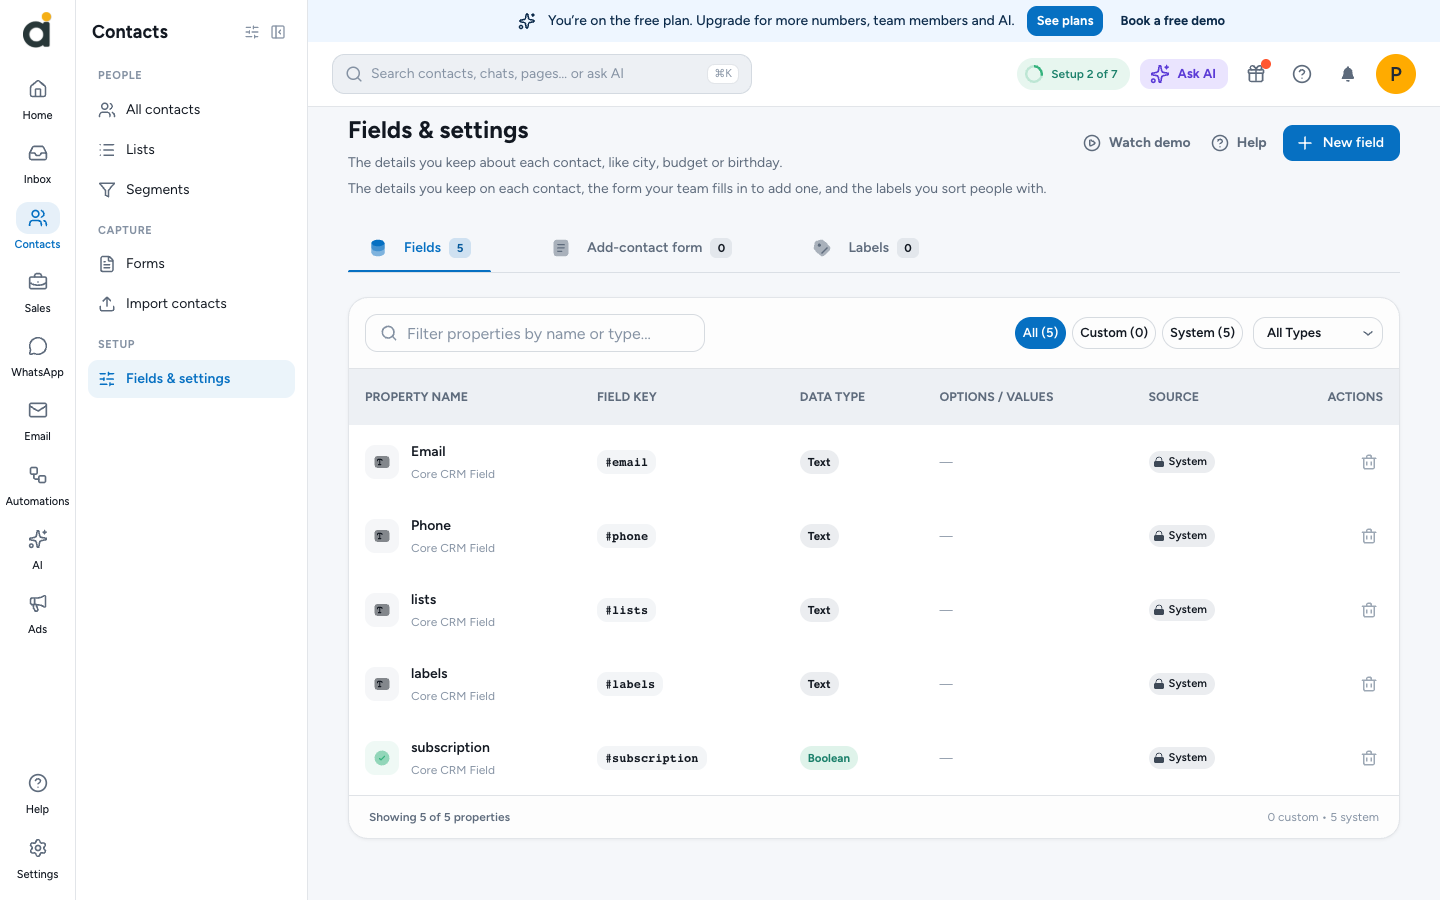 You're on the free plan. Upgrade for more numbers, team members and AI. See plans Book a free demo
Search contacts, chats, pages... or ask AI ⌘K
Setup 2 of 7 Ask AI P
Home
Inbox
Contacts
Sales
WhatsApp
Email
Automations
AI
Ads
Help
Settings
Contacts
PEOPLE
All contacts
Lists
Segments
CAPTURE
Forms
Import contacts
SETUP
Fields & settings
Fields & settings
The details you keep about each contact, like city, budget or birthday.
The details you keep on each contact, the form your team fills in to add one, and the labels you sort people with.
Watch demo Help New field
Fields 5 Add-contact form 0 Labels 0
Filter properties by name or type... All (5) Custom (0) System (5) All Types
PROPERTY NAME FIELD KEY DATA TYPE OPTIONS / VALUES SOURCE ACTIONS
Email
Core CRM Field #email Text — System
Phone
Core CRM Field #phone Text — System
lists
Core CRM Field #lists Text — System
labels
Core CRM Field #labels Text — System
subscription
Core CRM Field #subscription Boolean — System
Showing 5 of 5 properties 0 custom • 5 system